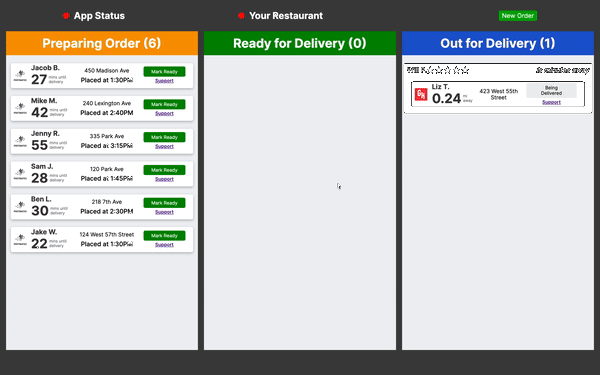 App Status
Your Restaurant
New Order
Preparing Order (6)
Jacob B.
27 mins until delivery
450 Madison Ave
Placed at 1:30PM
Mark Ready
Support
Mike M.
42 mins until delivery
240 Lexington Ave
Placed at 2:40PM
Mark Ready
Support
Jenny R.
55 mins until delivery
335 Park Ave
Placed at 3:15PM
Mark Ready
Support
Sam J.
28 mins until delivery
120 Park Ave
Placed at 1:45PM
Mark Ready
Support
Ben L.
30 mins until delivery
218 7th Ave
Placed at 2:30PM
Mark Ready
Support
Jake W.
22 mins until delivery
124 West 57th Street
Placed at 1:30PM
Mark Ready
Support
Ready for Delivery (0)
Out for Delivery (1)
Liz T.
0.24 mi away
423 West 55th
Street
Being
Delivered
Support